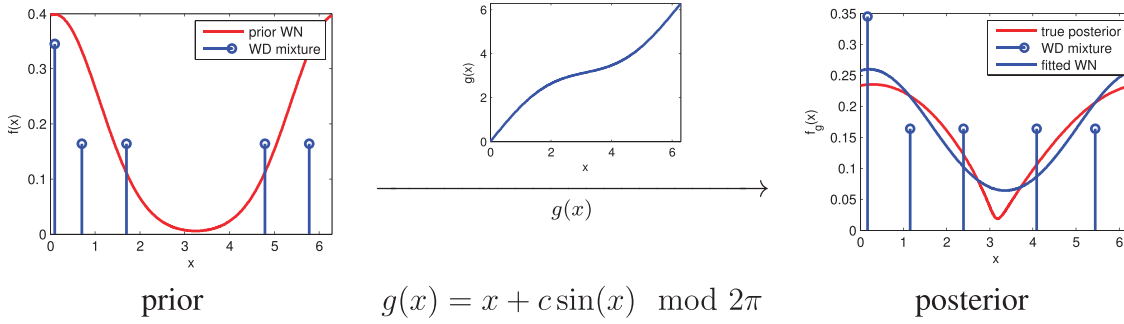 0.4
0.3
0.2
0.1
0
f(x)
prior WN
WD mixture
0 1 2 3 4 5 6
x
prior
6
4
2
0
g(x)
0 2 4 6
x
g(x)
g(x) = x + c sin(x) mod 2π
0.35
0.3
0.25
0.2
0.15
0.1
0.05
0
f_g(x)
true posterior
WD mixture
fitted WN
0 1 2 3 4 5 6
x
posterior